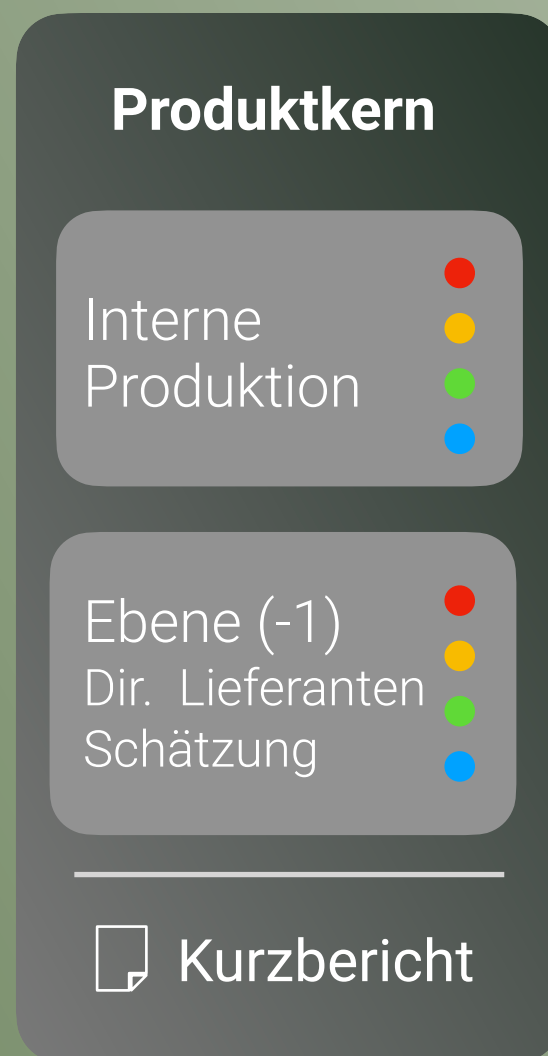 Produktkern
Interne
Produktion
Ebene (-1)
Dir. Lieferanten
Schätzung
Kurzbericht